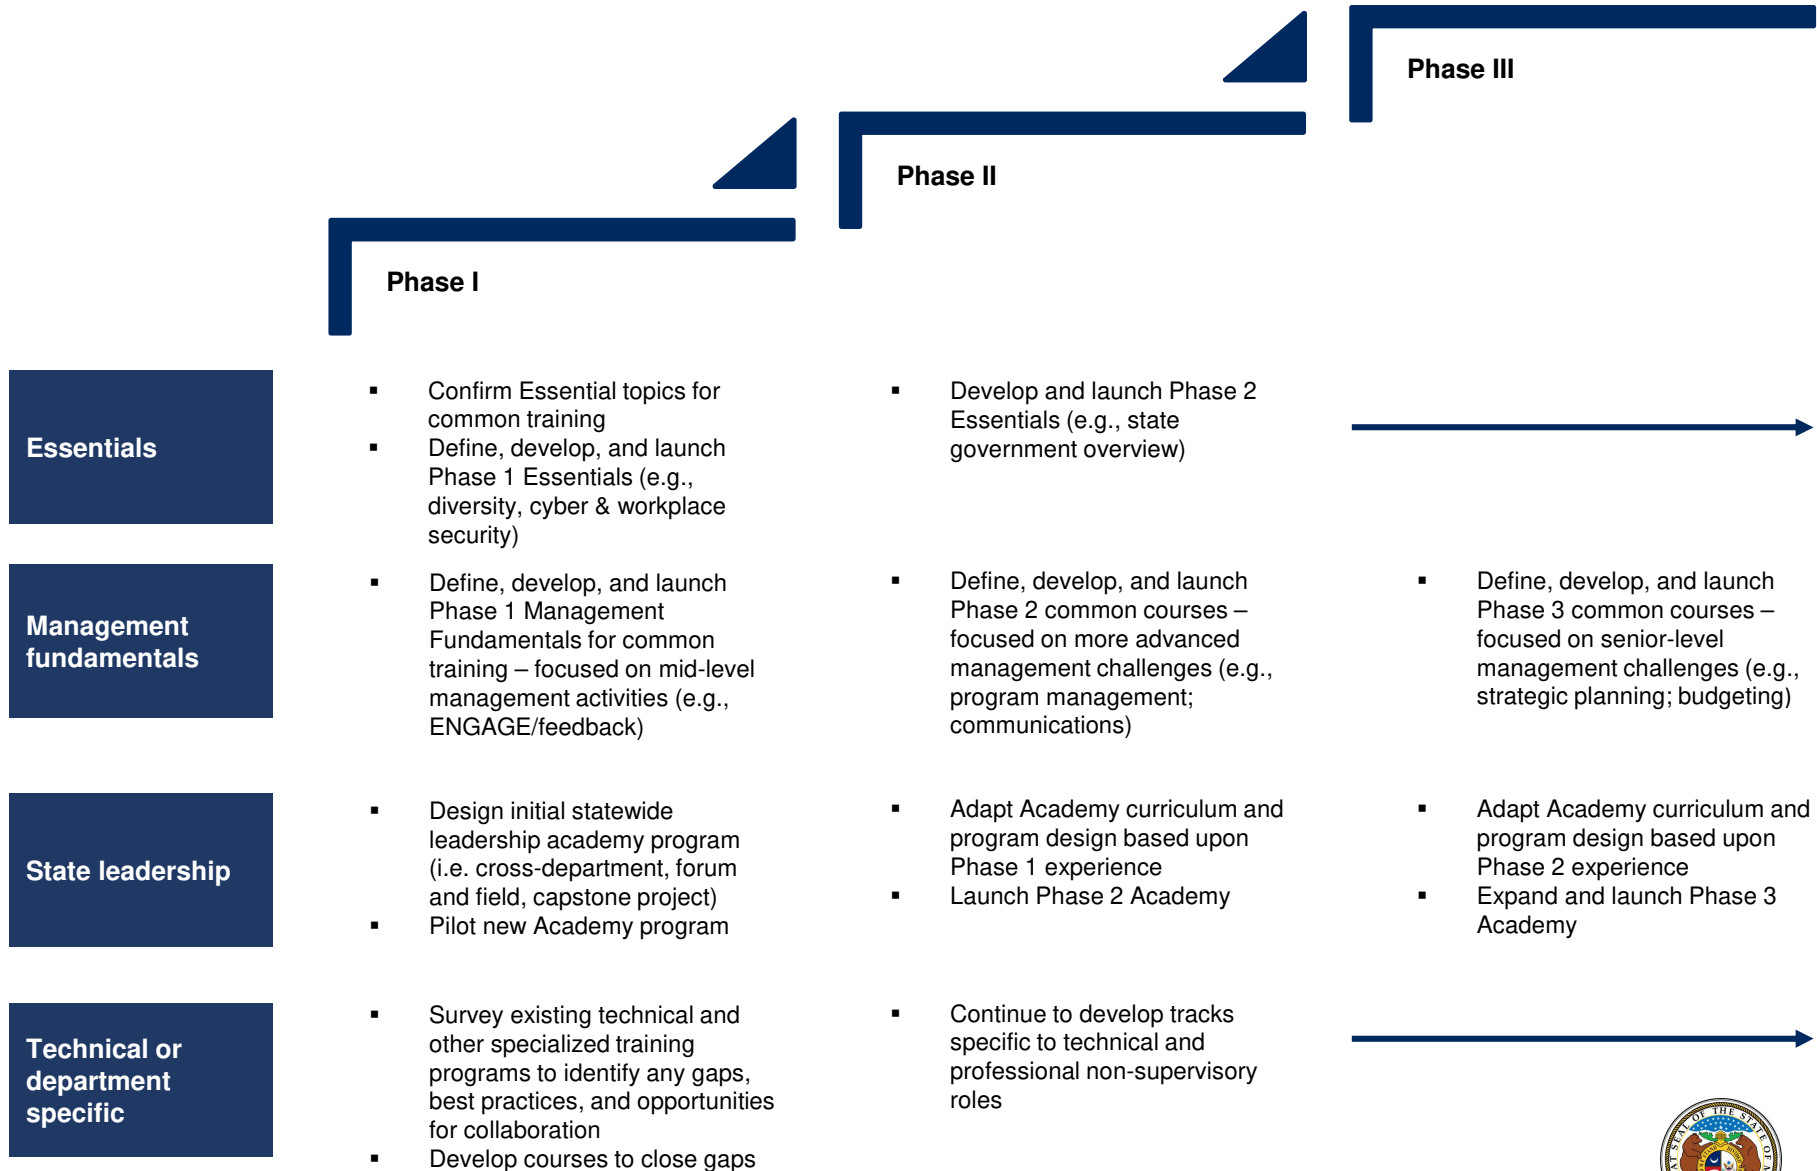 Phase III
Phase II
Phase I
Essentials
▪ Confirm Essential topics for
common training
▪ Define, develop, and launch
Phase 1 Essentials (e.g.,
diversity, cyber & workplace
security)
▪ Develop and launch Phase 2
Essentials (e.g., state
government overview)
Management
fundamentals
▪ Define, develop, and launch
Phase 1 Management
Fundamentals for common
training – focused on mid-level
management activities (e.g.,
ENGAGE/feedback)
▪ Define, develop, and launch
Phase 2 common courses –
focused on more advanced
management challenges (e.g.,
program management;
communications)
▪ Define, develop, and launch
Phase 3 common courses –
focused on senior-level
management challenges (e.g.,
strategic planning; budgeting)
State leadership
▪ Design initial statewide
leadership academy program
(i.e. cross-department, forum
and field, capstone project)
▪ Pilot new Academy program
▪ Adapt Academy curriculum and
program design based upon
Phase 1 experience
▪ Launch Phase 2 Academy
▪ Adapt Academy curriculum and
program design based upon
Phase 2 experience
▪ Expand and launch Phase 3
Academy
Technical or
department
specific
▪ Survey existing technical and
other specialized training
programs to identify any gaps,
best practices, and opportunities
for collaboration
▪ Develop courses to close gaps
▪ Continue to develop tracks
specific to technical and
professional non-supervisory
roles
SEAL OF THE STATE OF